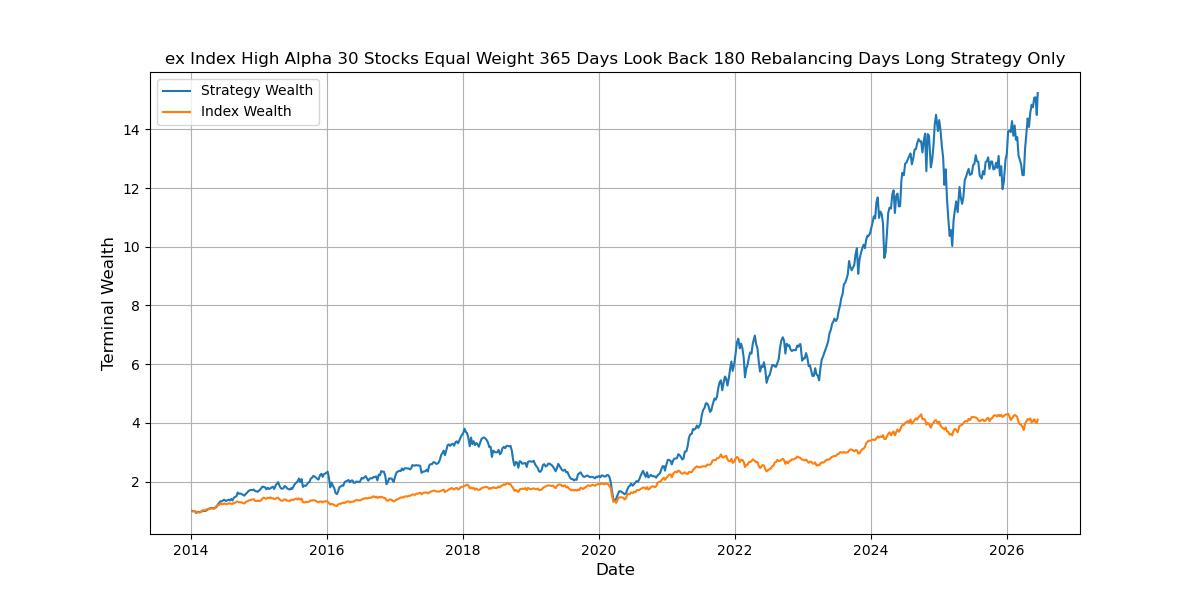 ex Index High Alpha 30 Stocks Equal Weight 365 Days Look Back 180 Rebalancing Days Long Strategy Only
Strategy Wealth
Index Wealth
14
12
10
8
6
4
2
Terminal Wealth
2014 2016 2018 2020 2022 2024 2026
Date